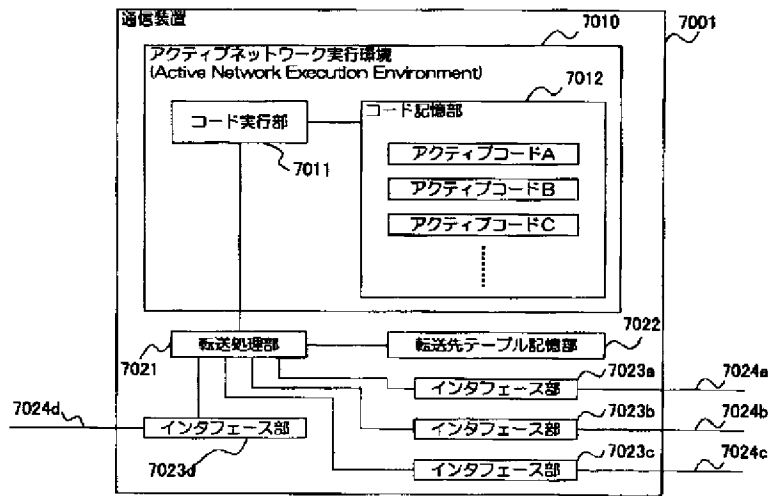 通信装置
7010
7001
アクティブネットワーク実行環境
(Active Network Execution Environment)
7012
コード記憶部
コード実行部
7011
アクティブコードA
アクティブコードB
アクティブコードC
7022
転送処理部
転送先テーブル記憶部
7021
7023a
7024a
インタフェース部
7024d
7023b
7024b
インタフェース部
インタフェース部
7023d
7023c
7024c
インタフェース部